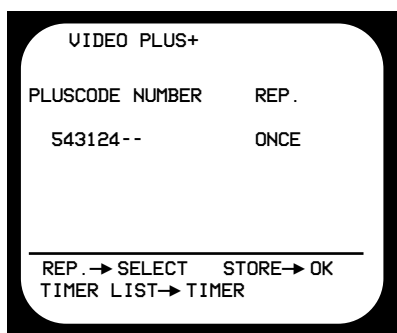 VIDEO PLUS+
PLUSCODE NUMBER REP.
543124-- ONCE
REP.→SELECT STORE→OK
TIMER LIST→TIMER